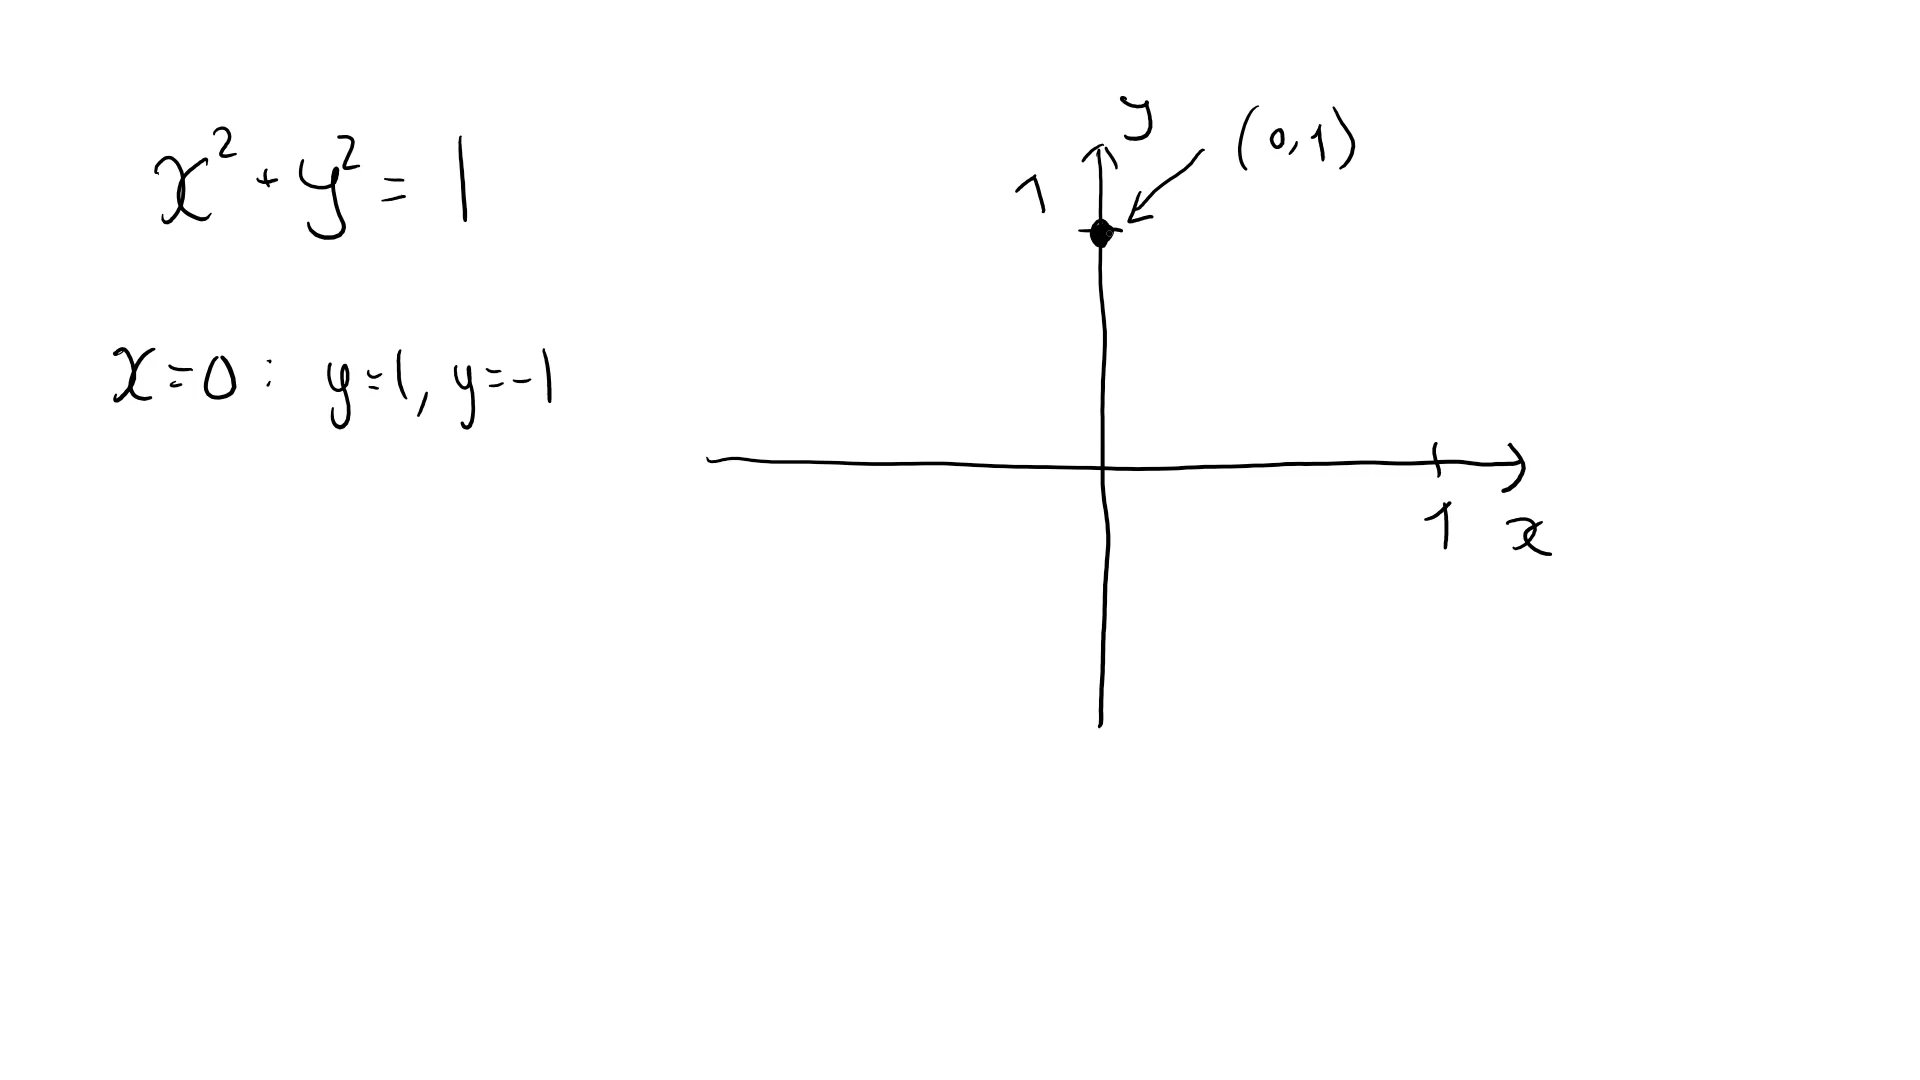 x² + y² = 1
x=0 : y=1, y=-1
y
(0,1)
1
1
x